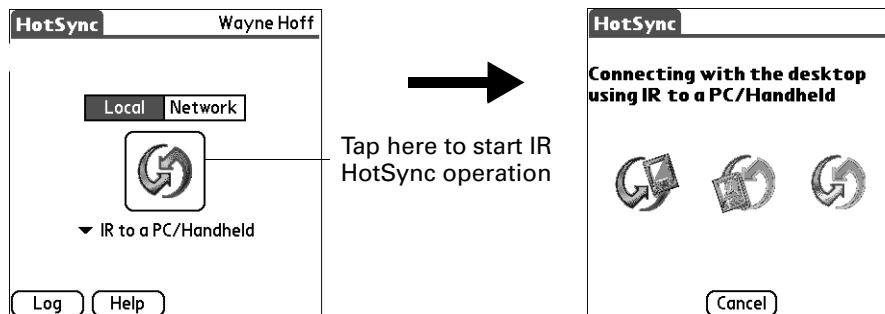 HotSync Wayne Hoff
Local Network
IR to a PC/Handheld
Log Help
Tap here to start IR
HotSync operation
HotSync
Connecting with the desktop
using IR to a PC/Handheld
Cancel